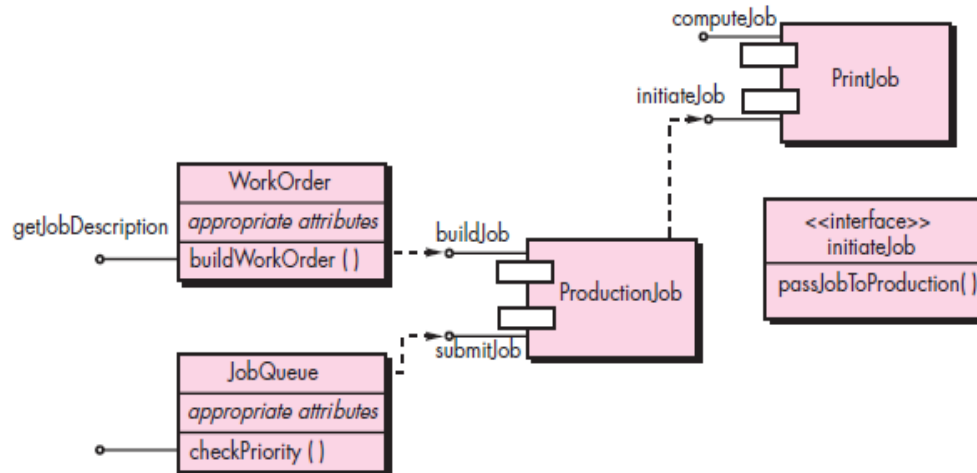 computeJob
PrintJob
initiateJob
WorkOrder
getJobDescription
appropriate attributes
buildWorkOrder ( )
buildJob
<<interface>>
initiateJob
passJobToProduction( )
ProductionJob
submitJob
JobQueue
appropriate attributes
checkPriority ( )